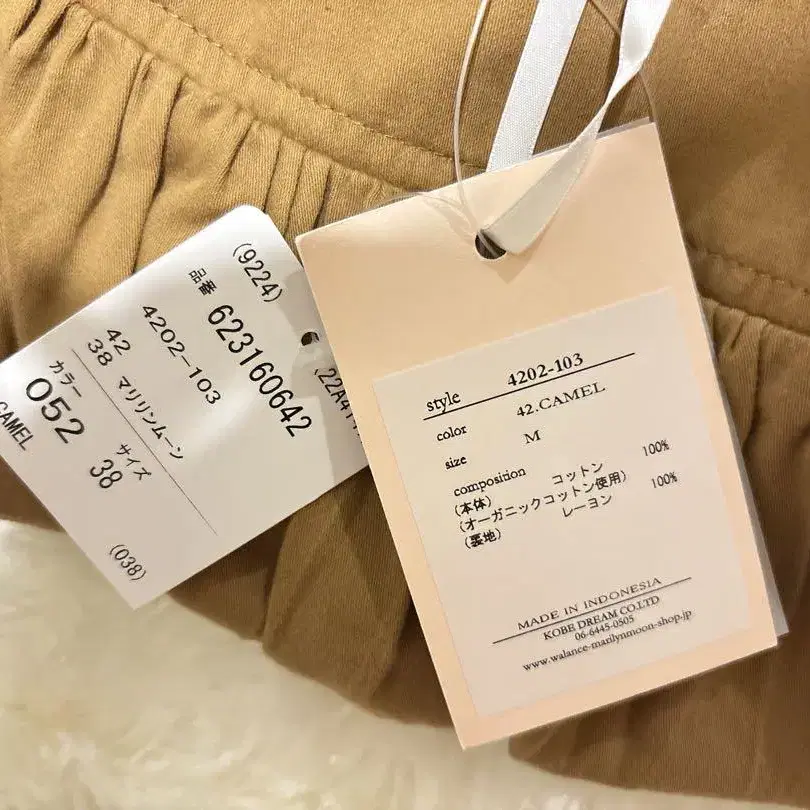 (9224)
品番
623160642
4202-103
42
38 マリリンムーン
カラー
サイズ
052
38
CAMEL
(038)
style 4202-103
color 42.CAMEL
size M
composition
(本体) コットン 100%
(オーガニックコットン使用)
(裏地) レーヨン 100%
MADE IN INDONESIA
KOBE DREAM CO.LTD
06-6445-0505
www.walance-marilynmoon-shop.jp